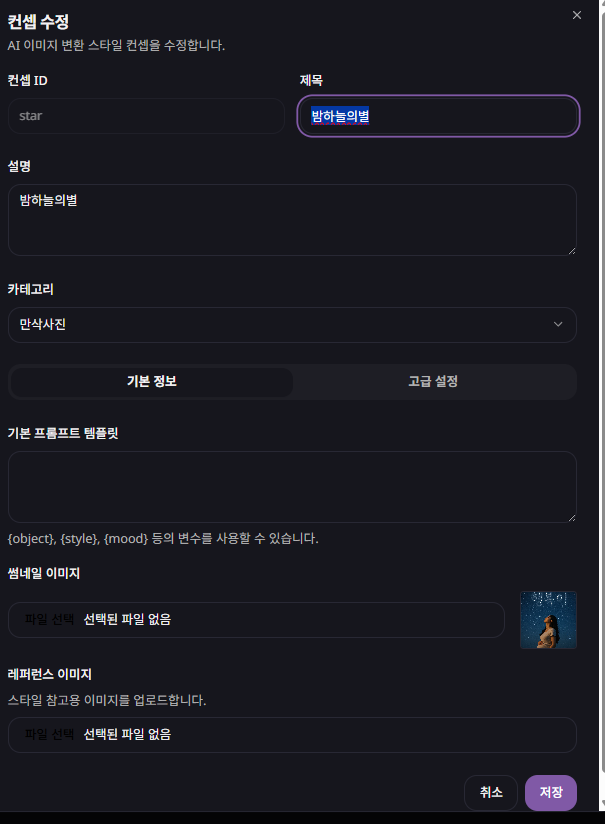 컨셉 수정
AI 이미지 변환 스타일 컨셉을 수정합니다.
컨셉 ID
제목
star
밤하늘의별
설명
밤하늘의별
카테고리
만삭사진
기본 정보
고급 설정
기본 프롬프트 템플릿
{object}, {style}, {mood} 등의 변수를 사용할 수 있습니다.
썸네일 이미지
파일 선택 선택된 파일 없음
레퍼런스 이미지
스타일 참고용 이미지를 업로드합니다.
파일 선택 선택된 파일 없음
취소
저장